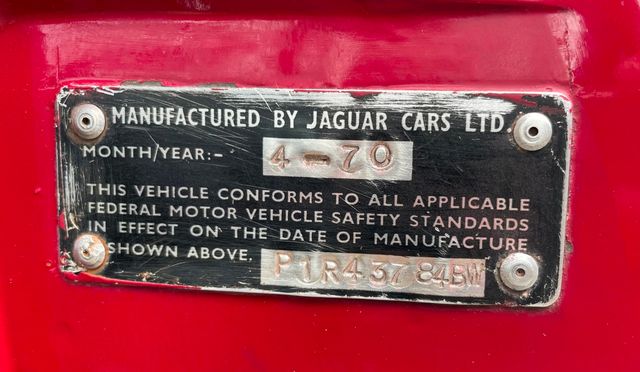 MANUFACTURED BY JAGUAR CARS LTD.
MONTH/YEAR:- 4-70
THIS VEHICLE CONFORMS TO ALL APPLICABLE
FEDERAL MOTOR VEHICLE SAFETY STANDARDS
IN EFFECT ON THE DATE OF MANUFACTURE
SHOWN ABOVE. P1R43784BW